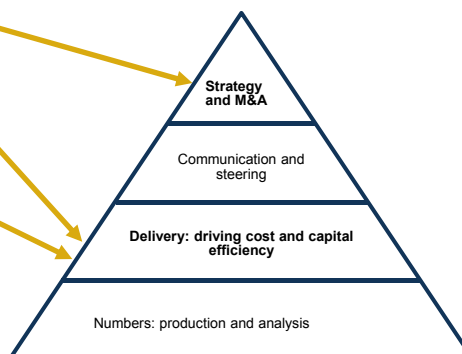 Strategy
and M&A
Communication and
steering
Delivery: driving cost and capital
efficiency
Numbers: production and analysis